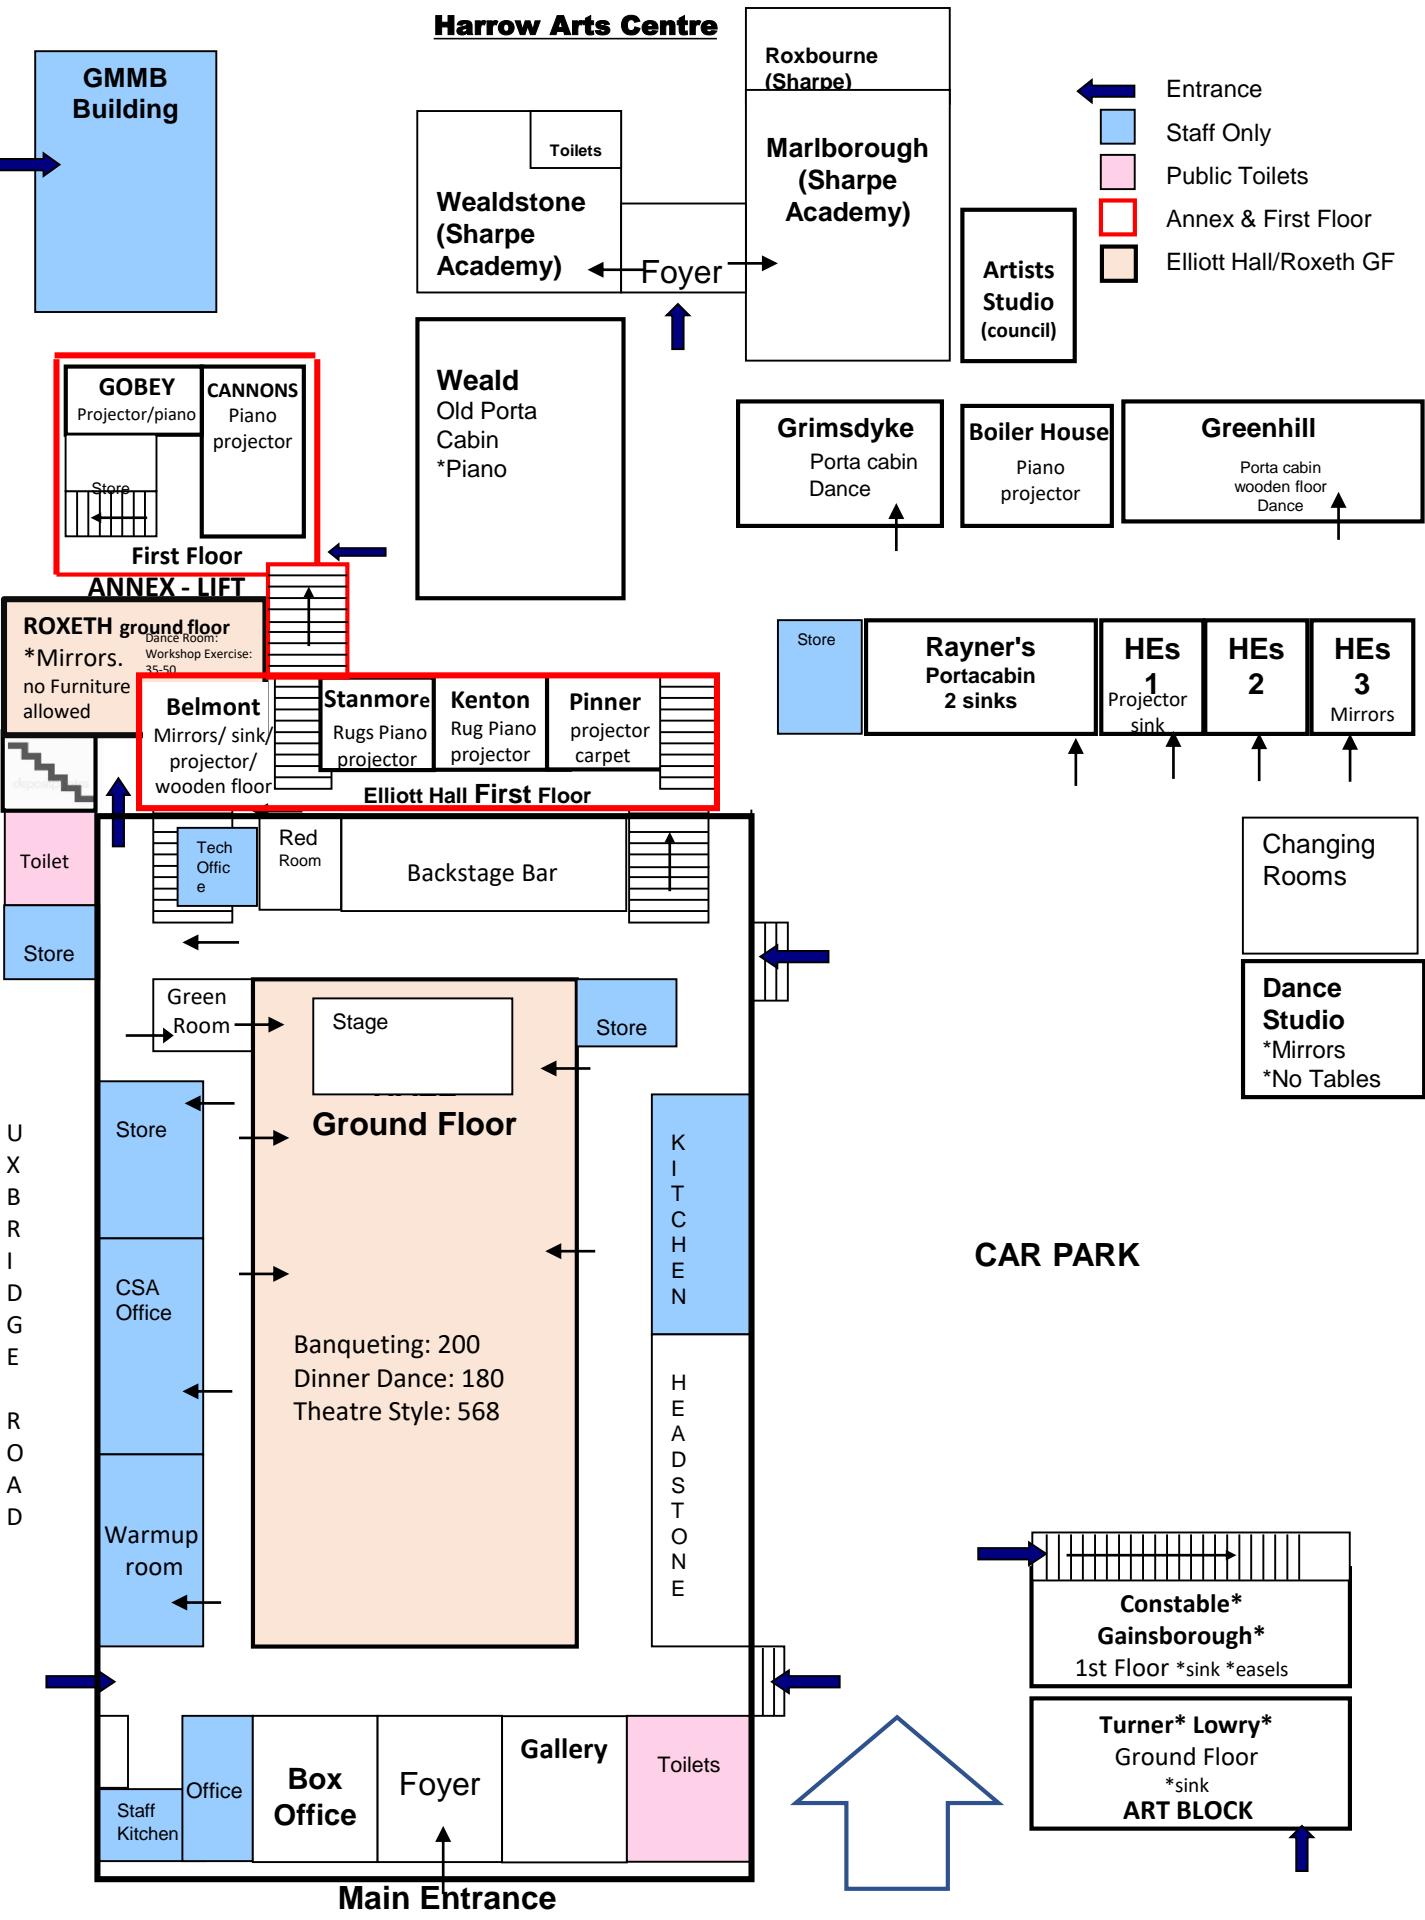 Harrow Arts Centre
GMMB
Building
Roxbourne
(Sharpe)
Entrance
Staff Only
Public Toilets
Annex & First Floor
Elliott Hall/Roxeth GF
Toilets
Wealdstone
(Sharpe
Academy)
Foyer
Marlborough
(Sharpe
Academy)
Artists
Studio
(council)
GOBEY
Projector/piano
CANNONS
Piano
projector
Store
First Floor
ANNEX - LIFT
Weald
Old Porta
Cabin
*Piano
Grimsdyke
Porta cabin
Dance
Boiler House
Piano
projector
Greenhill
Porta cabin
wooden floor
Dance
ROXETH ground floor
*Mirrors.
no Furniture
allowed
Dance Room:
Workshop Exercise:
35-50
Belmont
Mirrors/ sink/
projector/
wooden floor
Stanmore
Rugs Piano
projector
Kenton
Rug Piano
projector
Pinner
projector
carpet
Elliott Hall First Floor
Store
Rayner's
Portacabin
2 sinks
HEs
1
Projector
sink
HEs
2
HEs
3
Mirrors
Toilet
Store
Tech
Offic
e
Red
Room
Backstage Bar
Changing
Rooms
Dance
Studio
*Mirrors
*No Tables
Green
Room
Stage
Store
Ground Floor
Store
CSA
Office
Warmup
room
KITCHEN
HEADSTONE
Banqueting: 200
Dinner Dance: 180
Theatre Style: 568
UXBRIDGE ROAD
CAR PARK
Constable*
Gainsborough*
1st Floor *sink *easels
Turner* Lowry*
Ground Floor
*sink
ART BLOCK
Staff
Kitchen
Office
Box
Office
Foyer
Gallery
Toilets
Main Entrance